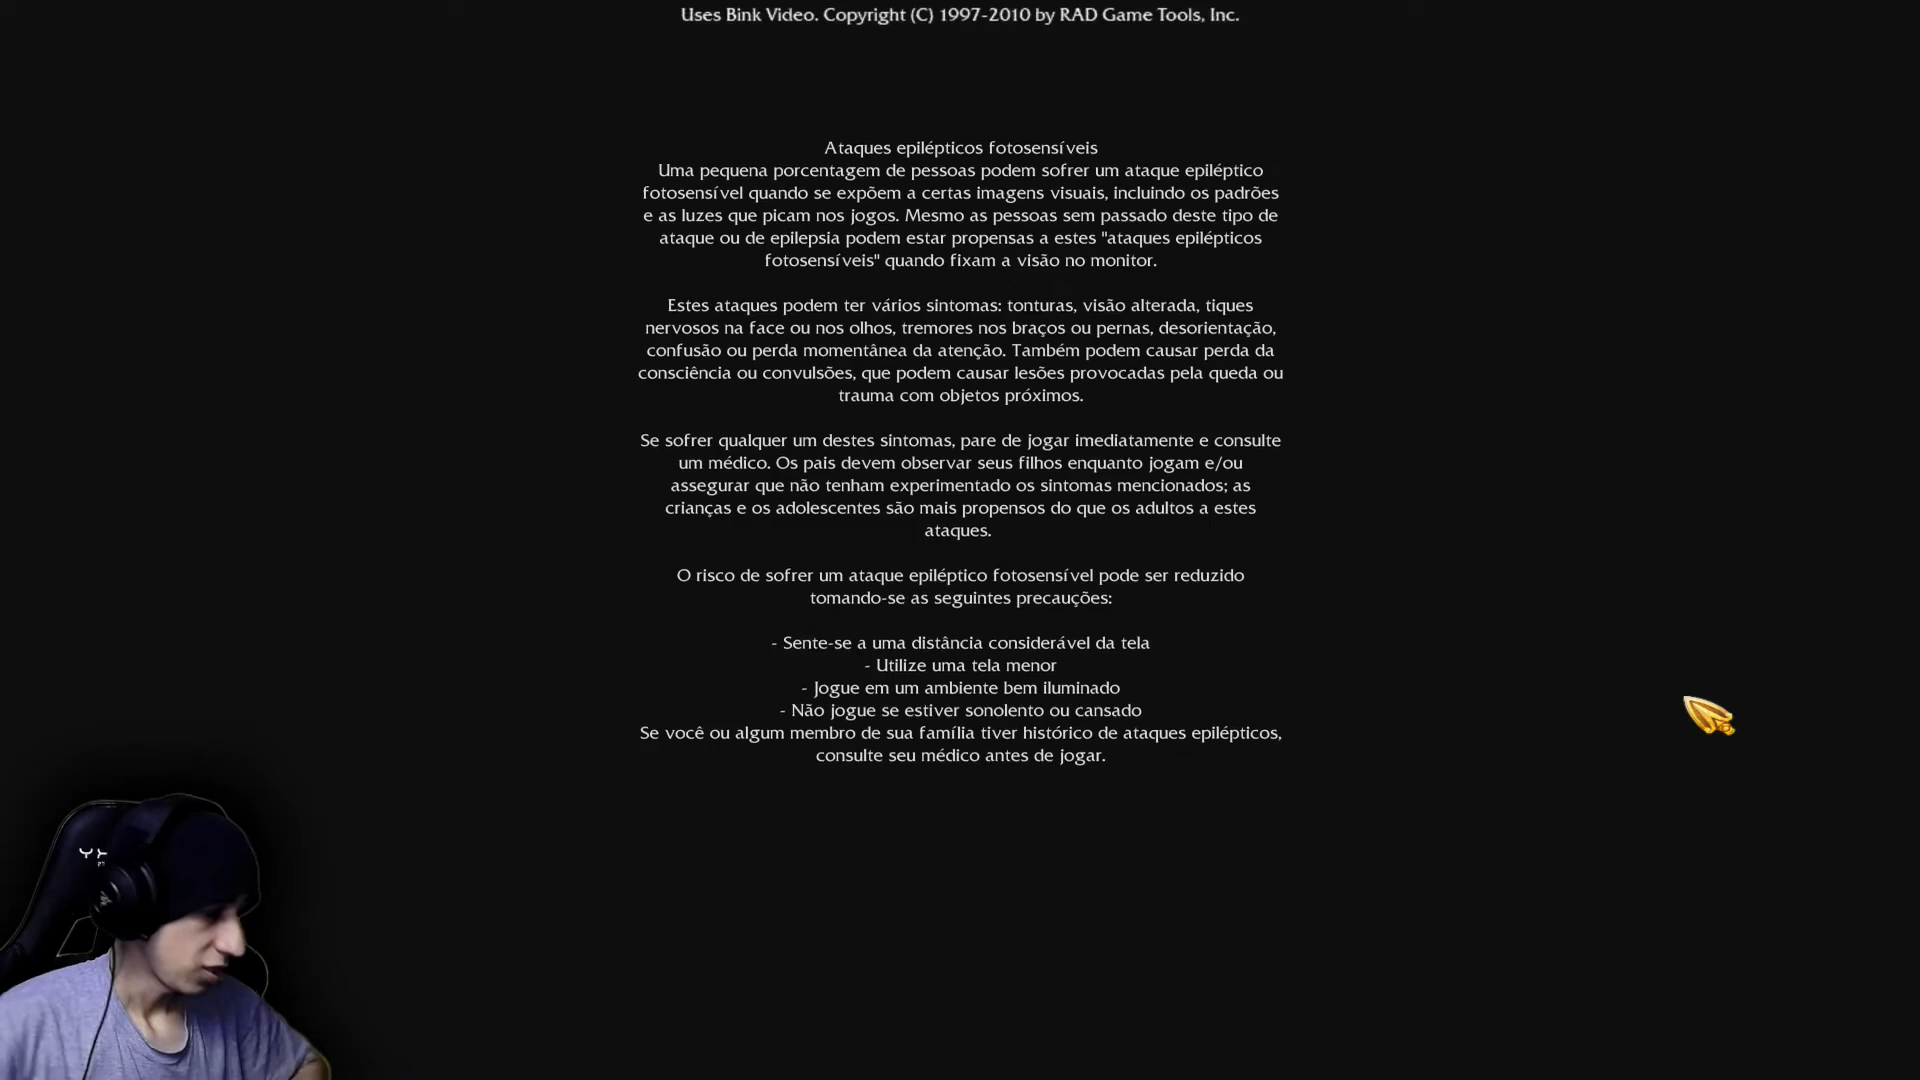 Uses Bink Video. Copyright (C) 1997-2010 by RAD Game Tools, Inc.
Ataques epilépticos fotosensíveis
Uma pequena porcentagem de pessoas podem sofrer um ataque epiléptico
fotosensível quando se expõem a certas imagens visuais, incluindo os padrões
e as luzes que picam nos jogos. Mesmo as pessoas sem passado deste tipo de
ataque ou de epilepsia podem estar propensas a estes "ataques epilépticos
fotosensíveis" quando fixam a visão no monitor.
Estes ataques podem ter vários sintomas: tonturas, visão alterada, tiques
nervosos na face ou nos olhos, tremores nos braços ou pernas, desorientação,
confusão ou perda momentânea da atenção. Também podem causar perda da
consciência ou convulsões, que podem causar lesões provocadas pela queda ou
trauma com objetos próximos.
Se sofrer qualquer um destes sintomas, pare de jogar imediatamente e consulte
um médico. Os pais devem observar seus filhos enquanto jogam e/ou
assegurar que não tenham experimentado os sintomas mencionados; as
crianças e os adolescentes são mais propensos do que os adultos a estes
ataques.
O risco de sofrer um ataque epiléptico fotosensível pode ser reduzido
tomando-se as seguintes precauções:
- Sente-se a uma distância considerável da tela
- Utilize uma tela menor
- Jogue em um ambiente bem iluminado
- Não jogue se estiver sonolento ou cansado
Se você ou algum membro de sua família tiver histórico de ataques epilépticos,
consulte seu médico antes de jogar.